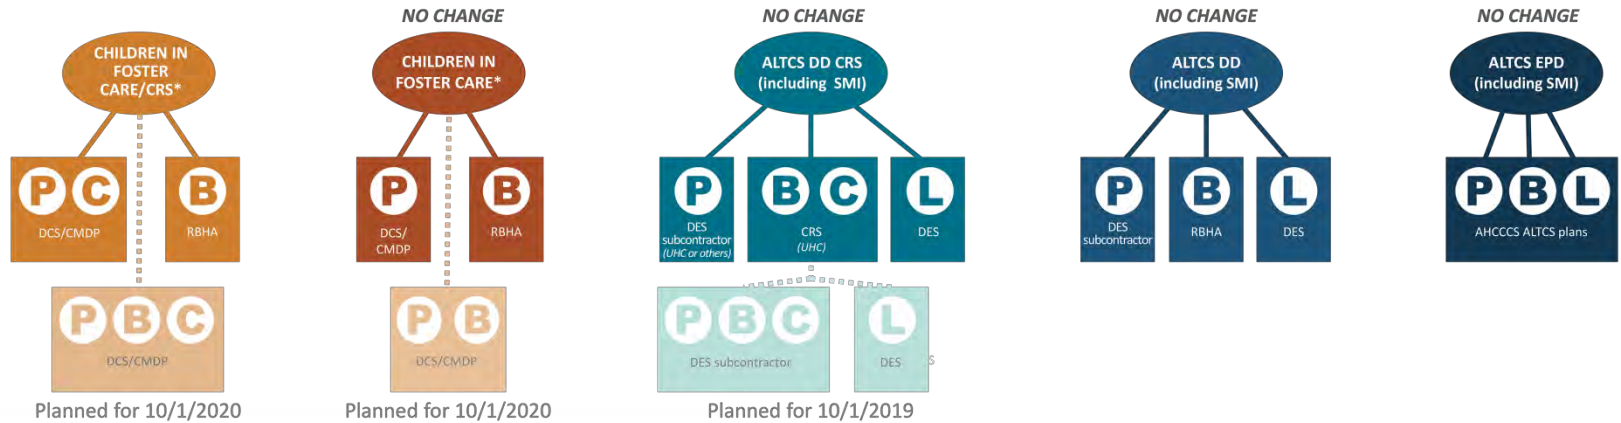 NO CHANGE
NO CHANGE
NO CHANGE
NO CHANGE
CHILDREN IN
FOSTER
CARE/CRS*
CHILDREN IN
FOSTER CARE*
ALTCS DD CRS
(including SMI)
ALTCS DD
(including SMI)
ALTCS EPD
(including SMI)
P C
DCS/CMDP
B
RBHA
P
DCS/
CMDP
B
RBHA
P
DES
subcontractor
(UHC or others)
B C
CRS
(UHC)
L
DES
P
DES
subcontractor
B
RBHA
L
DES
P B L
AHCCCS ALTCS plans
P B C
DCS/CMDP
P B
DCS/CMDP
P B C
DES subcontractor
L
DES
S
Planned for 10/1/2020
Planned for 10/1/2020
Planned for 10/1/2019